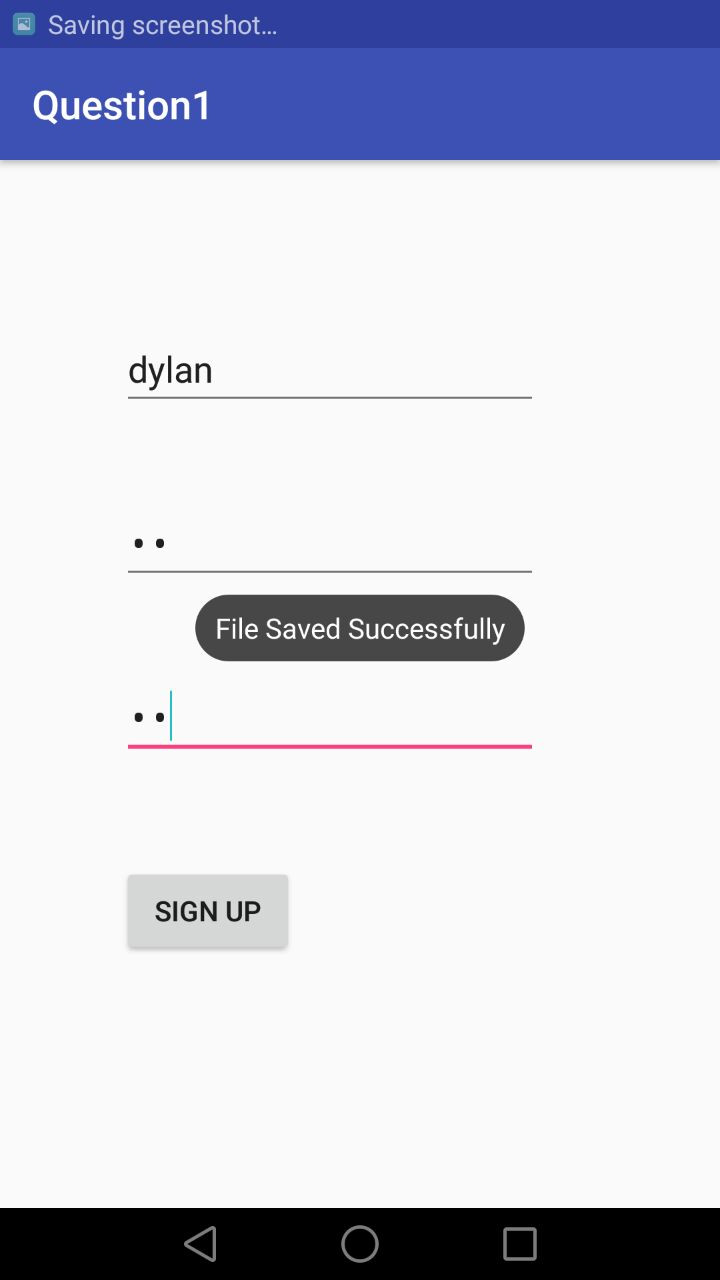 Saving screenshot...
Question1
dylan
••
File Saved Successfully
••
SIGN UP